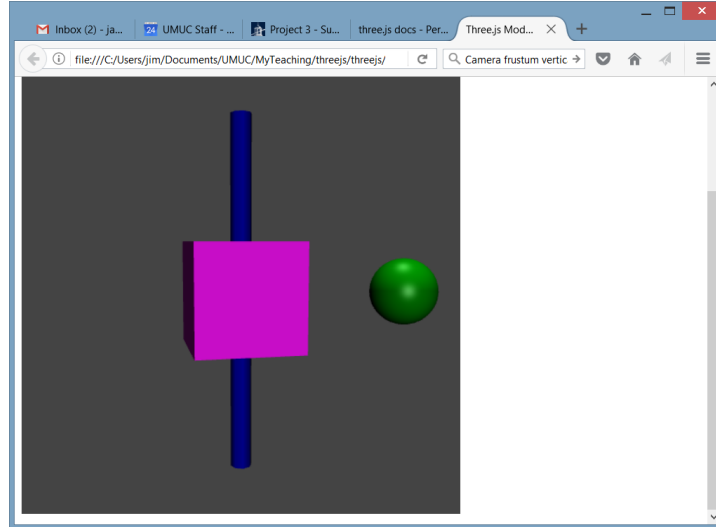 Inbox (2) - ja...
24 UMUC Staff - ...
Project 3 - Su...
three.js docs - Per...
Three.js Mod...
file:///C:/Users/jim/Documents/UMUC/MyTeaching/threejs/threejs/
Camera frustum vertic